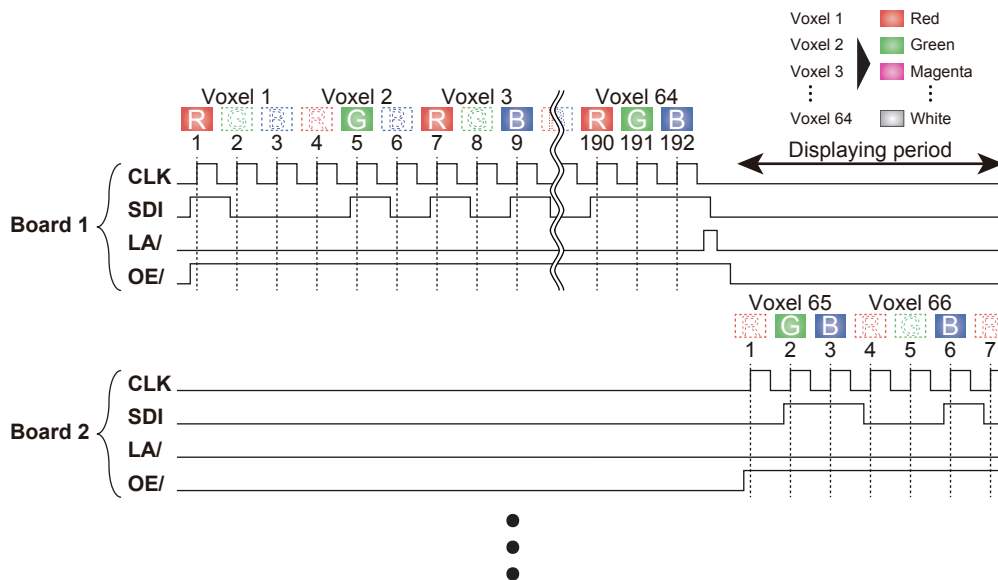 Voxel 1 Red
Voxel 2 Green
Voxel 3 Magenta
Voxel 64 White
Displaying period
Voxel 1 Voxel 2 Voxel 3 Voxel 64
R G B R G B R G B R R G B
1 2 3 4 5 6 7 8 9 190 191 192
Board 1
CLK
SDI
LA/
OE/
Voxel 65 Voxel 66
R G B R G B R
1 2 3 4 5 6 7
Board 2
CLK
SDI
LA/
OE/